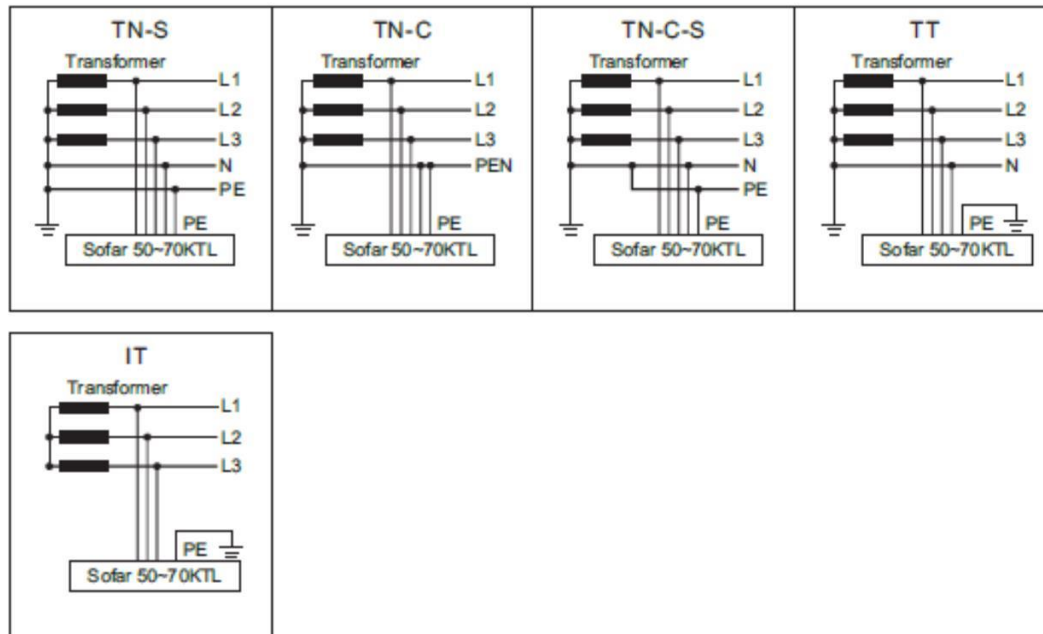 TN-S
Transformer
L1
L2
L3
N
PE
PE
Sofar 50~70KTL
TN-C
Transformer
L1
L2
L3
PEN
PE
Sofar 50~70KTL
TN-C-S
Transformer
L1
L2
L3
N
PE
PE
Sofar 50~70KTL
TT
Transformer
L1
L2
L3
N
PE
Sofar 50~70KTL
IT
Transformer
L1
L2
L3
PE
Sofar 50~70KTL